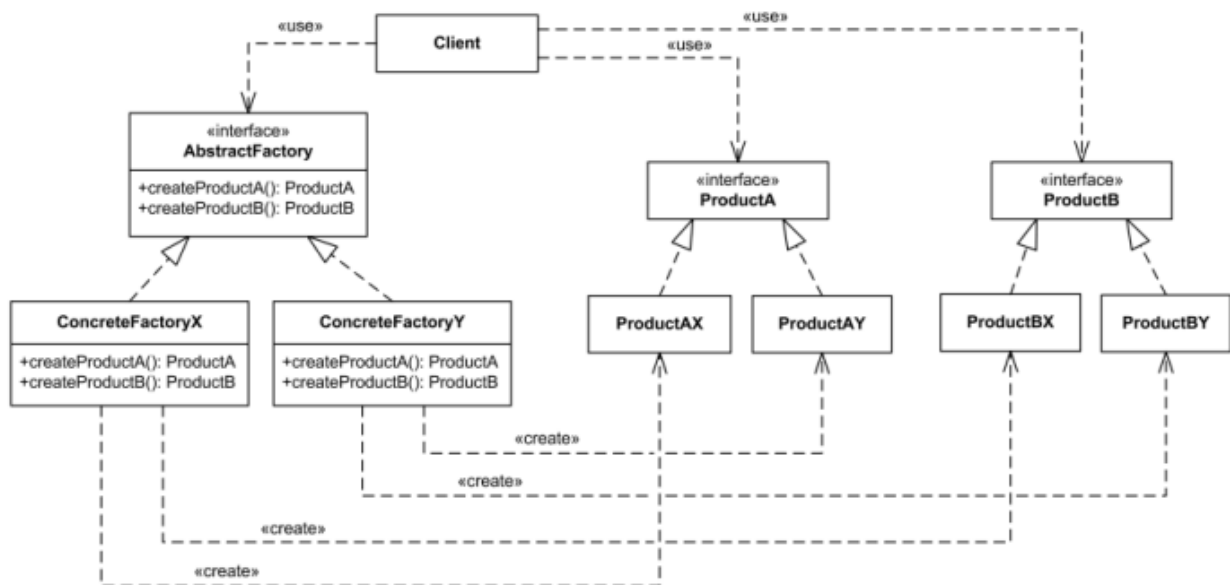 «use»
«use»
Client
«use»
«interface»
AbstractFactory
+createProductA(): ProductA
+createProductB(): ProductB
«interface»
ProductA
«interface»
ProductB
ConcreteFactoryX
+createProductA(): ProductA
+createProductB(): ProductB
ConcreteFactoryY
+createProductA(): ProductA
+createProductB(): ProductB
ProductAX
ProductAY
ProductBX
ProductBY
«create»
«create»
«create»
«create»